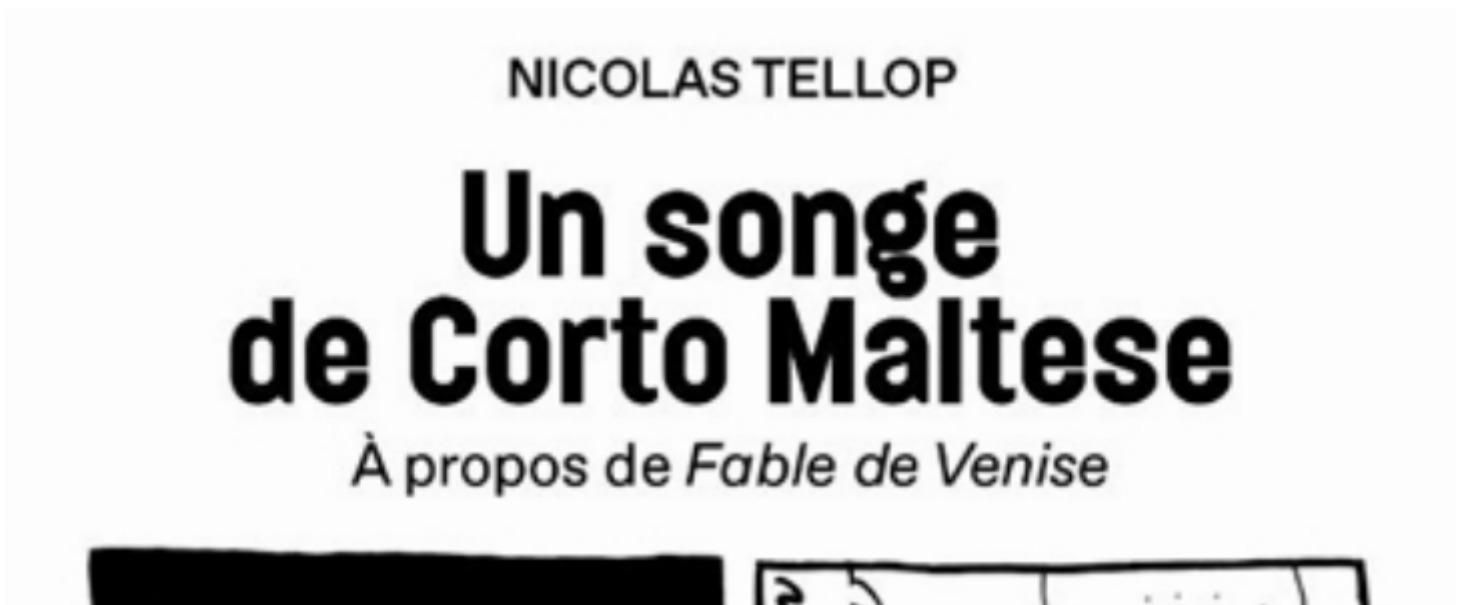 NICOLAS TELLOP
Un songe
de Corto Maltese
À propos de Fable de Venise